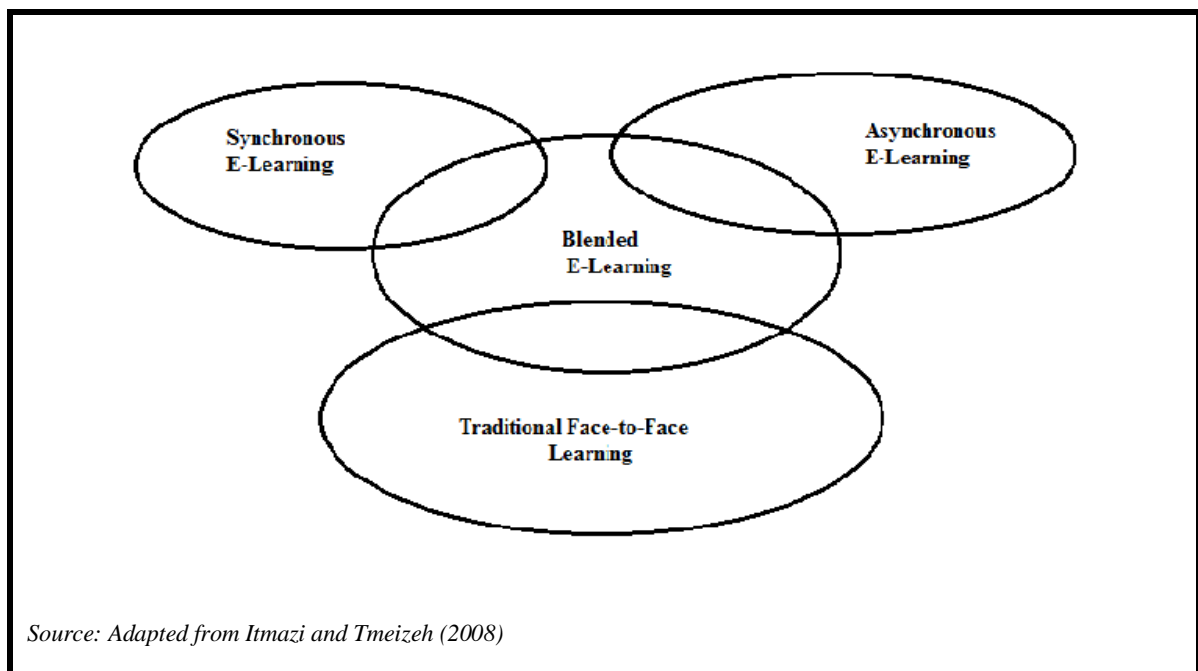 Synchronous
E-Learning
Asynchronous
E-Learning
Blended
E-Learning
Traditional Face-to-Face
Learning
Source: Adapted from Itmazi and Tmeizeh (2008)